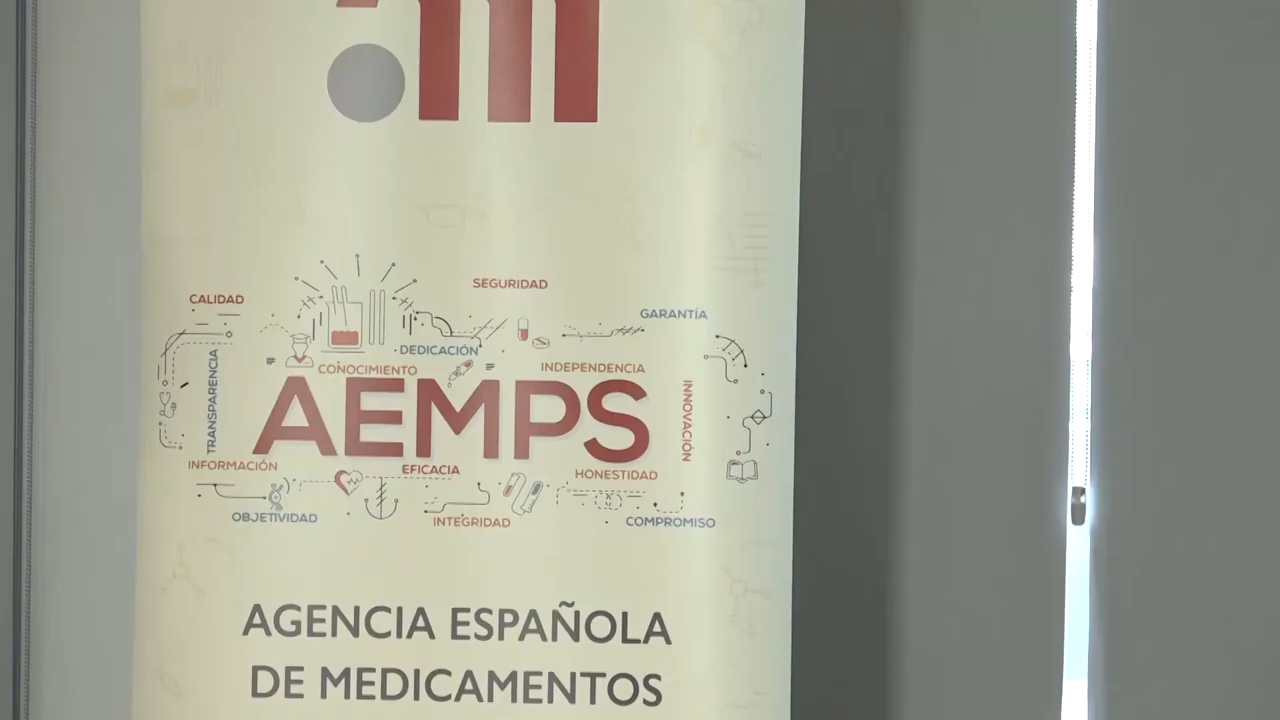 SEGURIDAD
CALIDAD
GARANTÍA
DEDICACIÓN
CONOCIMIENTO
INDEPENDENCIA
TRANSPARENCIA
AEMPS
INNOVACIÓN
INFORMACIÓN
EFICACIA
HONESTIDAD
OBJETIVIDAD
INTEGRIDAD
COMPROMISO
AGENCIA ESPAÑOLA
DE MEDICAMENTOS